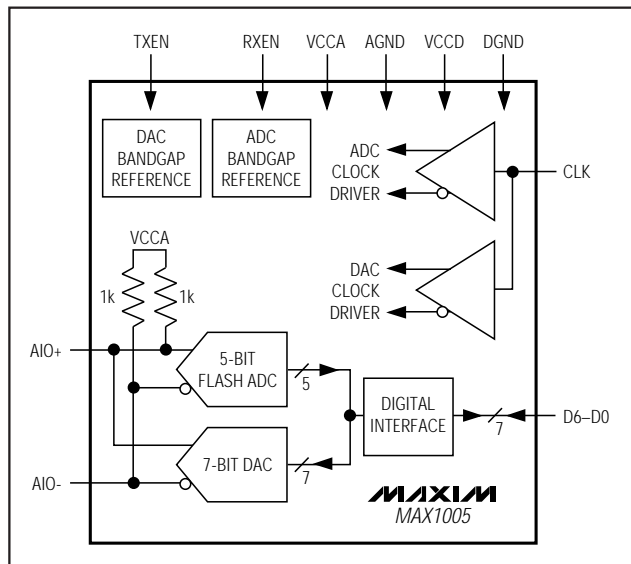 TXEN RXEN VCCA AGND VCCD DGND
DAC
BANDGAP
REFERENCE
ADC
BANDGAP
REFERENCE
ADC
CLOCK
DRIVER
CLK
DAC
CLOCK
DRIVER
VCCA
1k 1k
AIO+
5-BIT
FLASH ADC
5
DIGITAL
INTERFACE
7
D6–D0
7-BIT DAC
7
AIO-
MAXIM
MAX1005